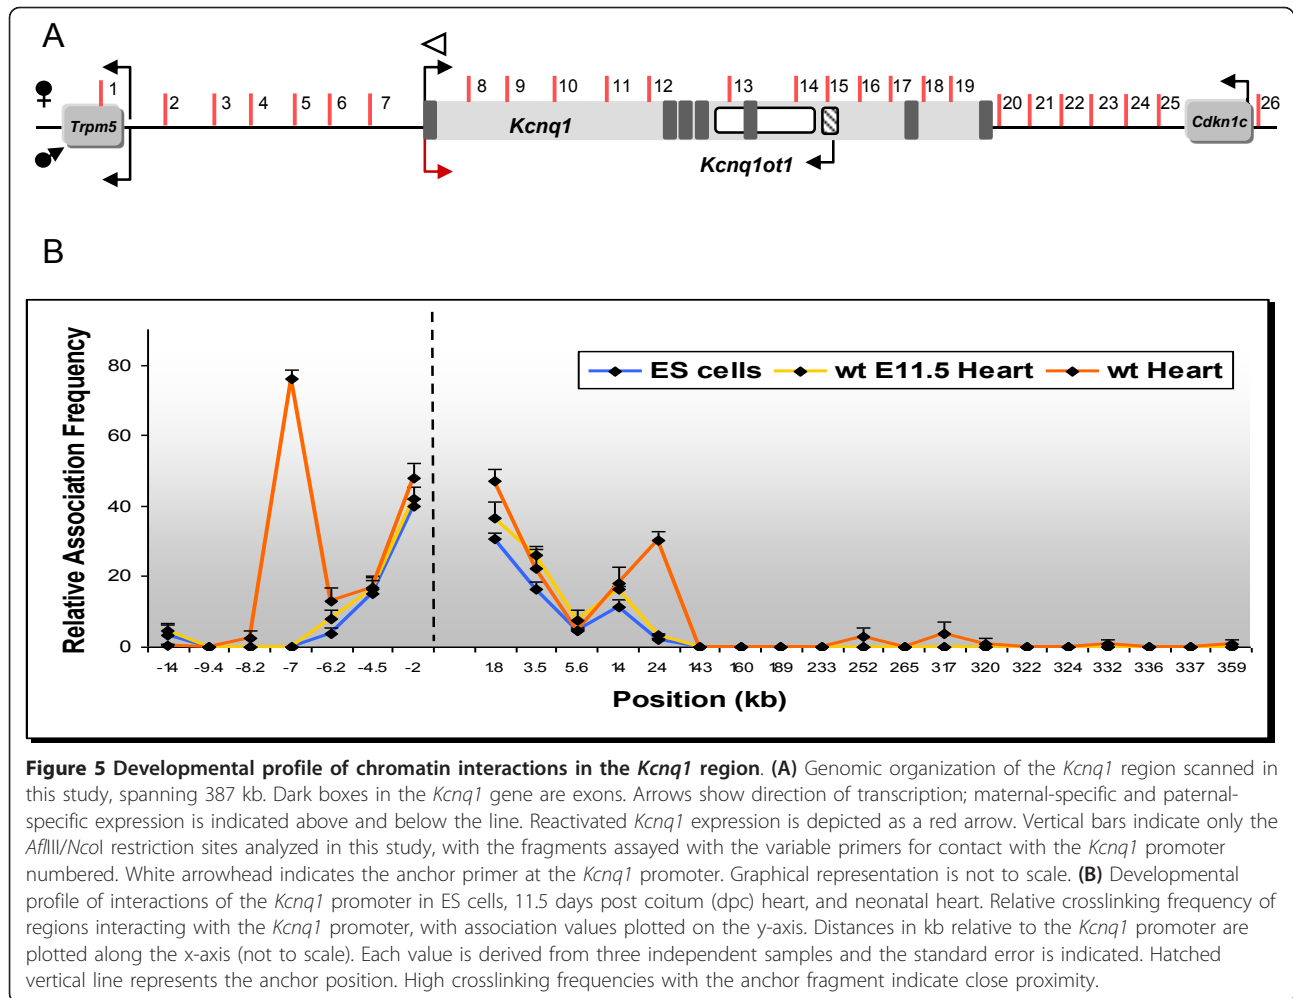 A
1 2 3 4 5 6 7 8 9 10 11 12 13 14 15 16 17 18 19 20 21 22 23 24 25 26
Trpm5 Kcnq1 Cdkn1c
Kcnq1ot1
B
Relative Association Frequency
80
60
40
20
0
ES cells wt E11.5 Heart wt Heart
-14 -9.4 -8.2 -7 -6.2 -4.5 -2 1.8 3.5 5.6 14 24 143 160 189 233 252 265 317 320 322 324 332 336 337 359
Position (kb)
Figure 5 Developmental profile of chromatin interactions in the Kcnq1 region. (A) Genomic organization of the Kcnq1 region scanned in
this study, spanning 387 kb. Dark boxes in the Kcnq1 gene are exons. Arrows show direction of transcription; maternal-specific and paternal-
specific expression is indicated above and below the line. Reactivated Kcnq1 expression is depicted as a red arrow. Vertical bars indicate only the
AflIII/NcoI restriction sites analyzed in this study, with the fragments assayed with the variable primers for contact with the Kcnq1 promoter
numbered. White arrowhead indicates the anchor primer at the Kcnq1 promoter. Graphical representation is not to scale. (B) Developmental
profile of interactions of the Kcnq1 promoter in ES cells, 11.5 days post coitum (dpc) heart, and neonatal heart. Relative crosslinking frequency of
regions interacting with the Kcnq1 promoter, with association values plotted on the y-axis. Distances in kb relative to the Kcnq1 promoter are
plotted along the x-axis (not to scale). Each value is derived from three independent samples and the standard error is indicated. Hatched
vertical line represents the anchor position. High crosslinking frequencies with the anchor fragment indicate close proximity.